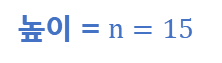 높이 = n = 15